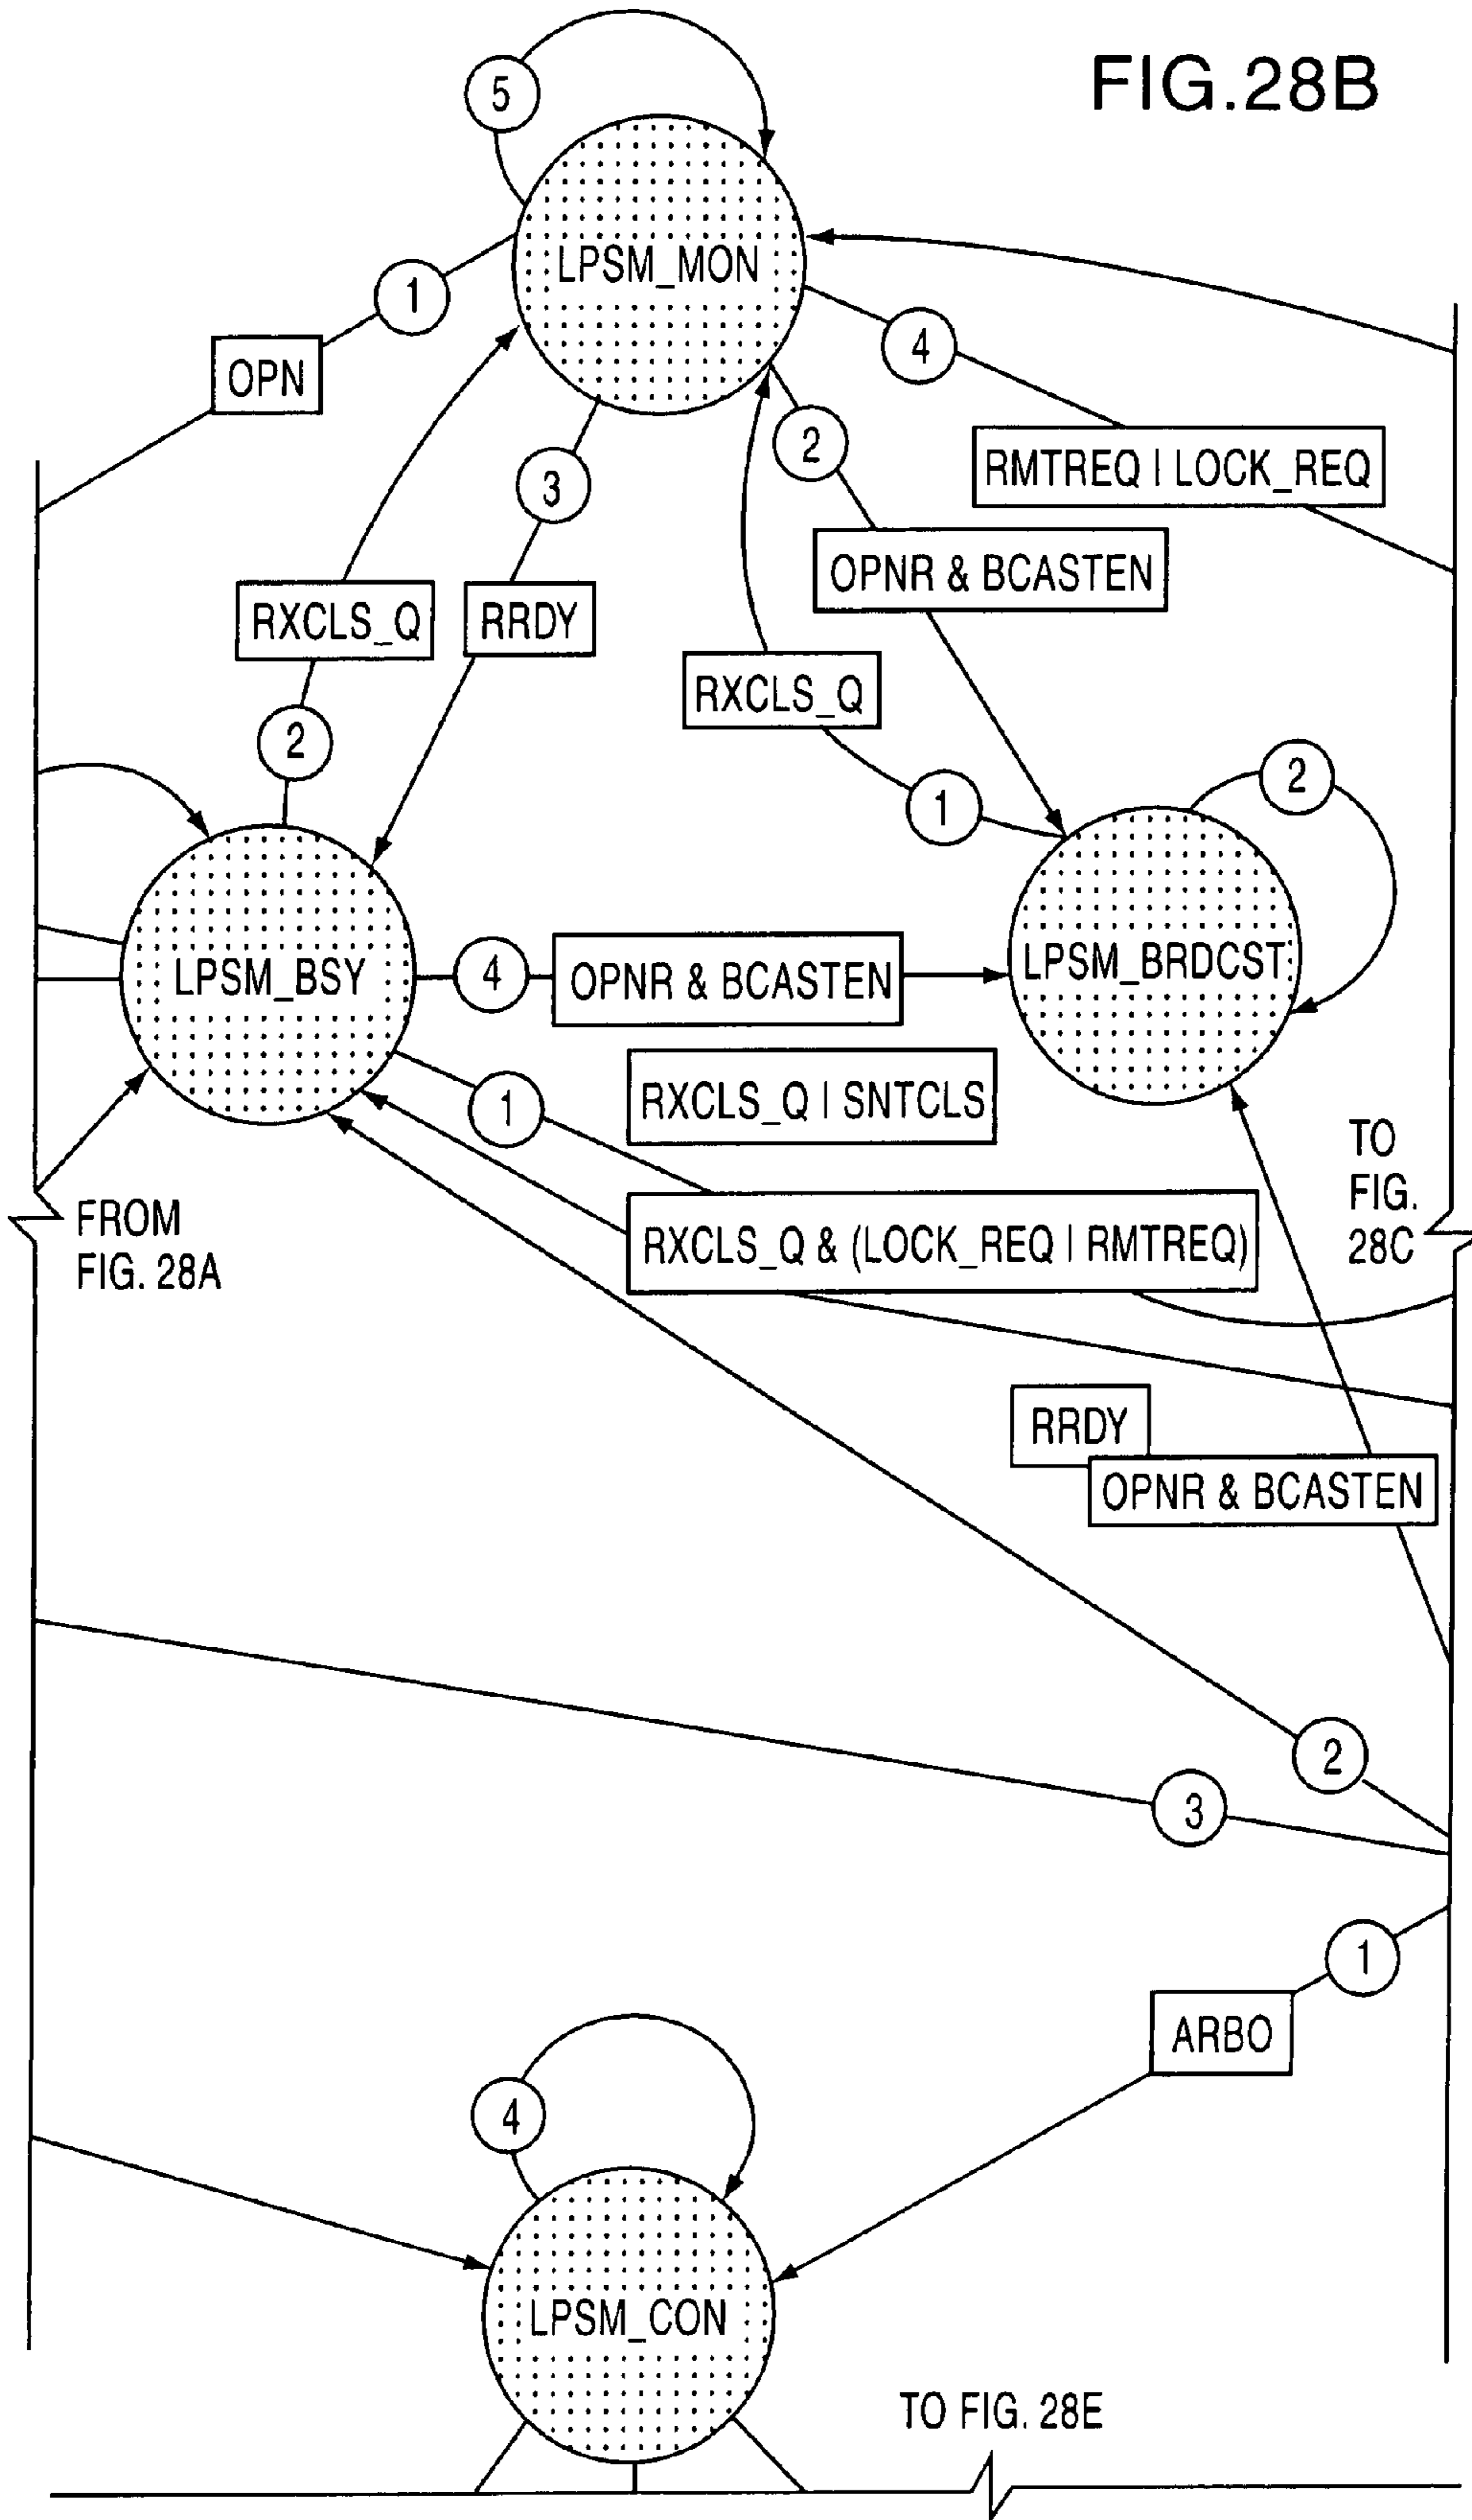 FIG.28B
5
LPSM_MON
1
OPN
4
RMTREQ | LOCK_REQ
2
3
OPNR & BCASTEN
RXCLS_Q
RRDY
RXCLS_Q
2
1
2
LPSM_BSY
4
OPNR & BCASTEN
LPSM_BRDCST
1
RXCLS_Q | SNTCLS
TO
FIG.
28C
FROM
FIG. 28A
RXCLS_Q & (LOCK_REQ | RMTREQ)
RRDY
OPNR & BCASTEN
2
3
1
ARBO
4
LPSM_CON
TO FIG. 28E